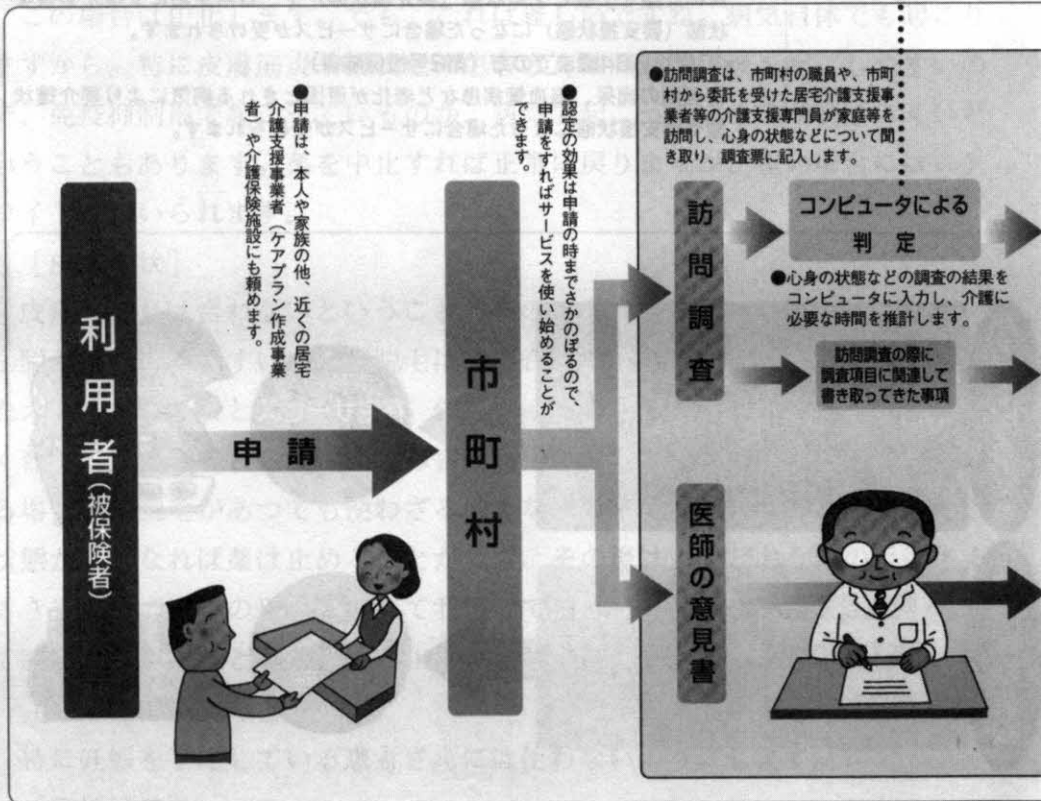 利用者(被保険者)
●申請は、本人や家族の他、近くの居宅
介護支援事業者(ケアプラン作成事業
者)や介護保険施設にも頼めます。
申請
市町村
●認定の効果は申請の時までさかのぼるので、
申請をすればサービスを使い始めることが
できます。
●訪問調査は、市町村の職員や、市町
村から委託を受けた居宅介護支援事
業者等の介護支援専門員が家庭等を
訪問し、心身の状態などについて聞
き取り、調査票に記入します。
訪問調査
コンピュータによる
判定
●心身の状態などの調査の結果を
コンピュータに入力し、介護に
必要な時間を推計します。
訪問調査の際に
調査項目に関連して
書き取ってきた事項
医師の意見書